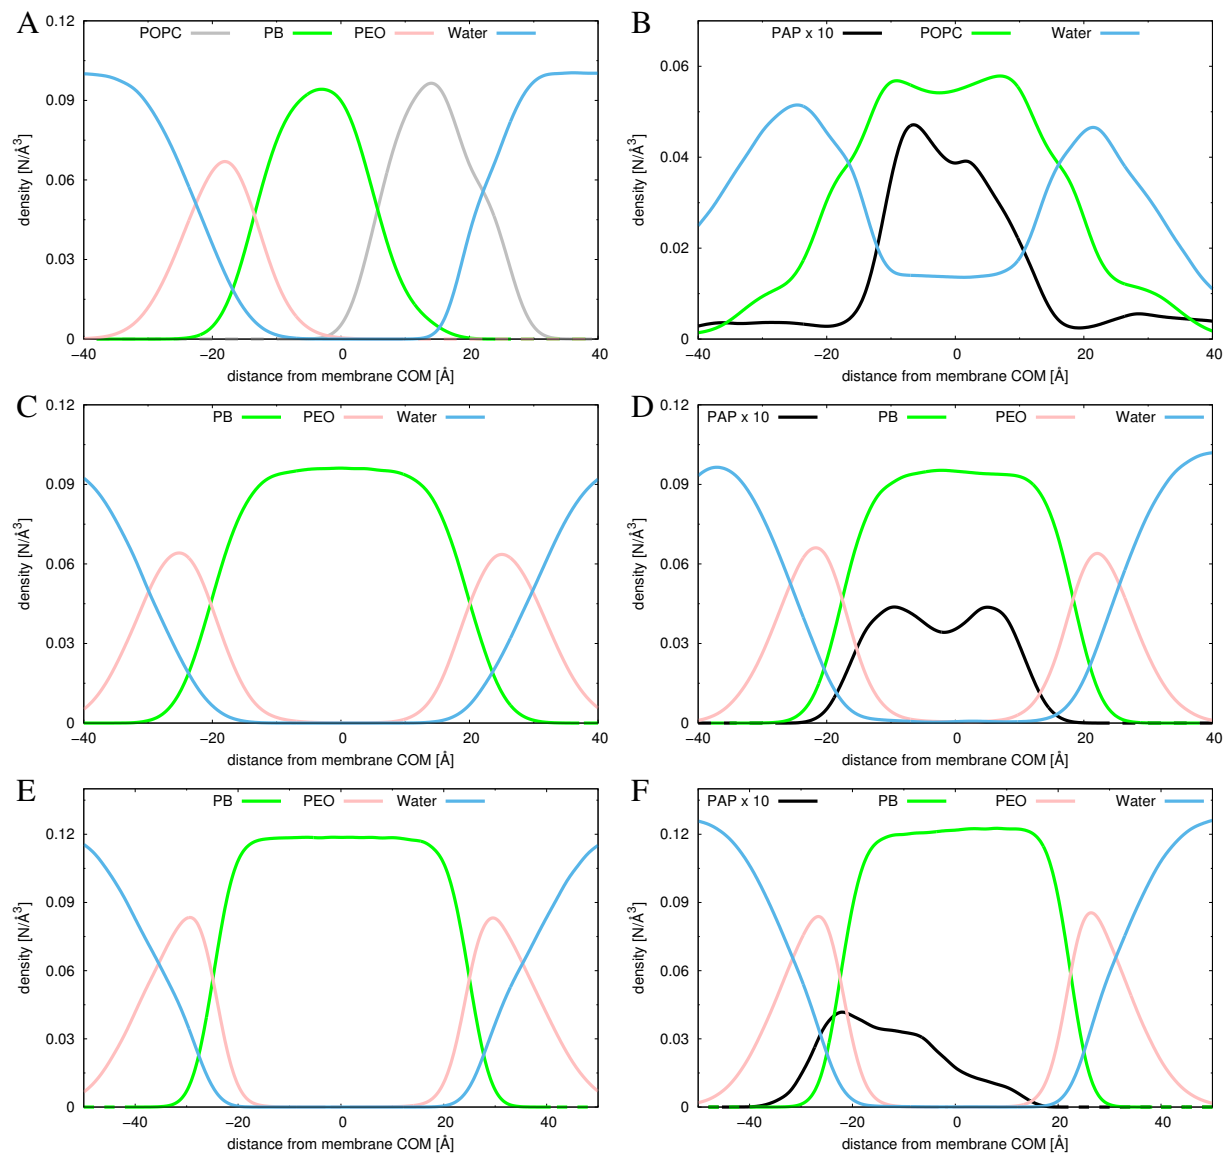 A
POPC PB PEO Water
0.12
0.09
0.06
0.03
0
density [N/Å³]
−40 −20 0 20 40
distance from membrane COM [Å]
B
PAP x 10 POPC Water
0.06
0.04
0.02
0
density [N/Å³]
−40 −20 0 20 40
distance from membrane COM [Å]
C
PB PEO Water
0.12
0.09
0.06
0.03
0
density [N/Å³]
−40 −20 0 20 40
distance from membrane COM [Å]
D
PAP x 10 PB PEO Water
0.12
0.09
0.06
0.03
0
density [N/Å³]
−40 −20 0 20 40
distance from membrane COM [Å]
E
PB PEO Water
0.12
0.09
0.06
0.03
0
density [N/Å³]
−40 −20 0 20 40
distance from membrane COM [Å]
F
PAP x 10 PB PEO Water
0.12
0.09
0.06
0.03
0
density [N/Å³]
−40 −20 0 20 40
distance from membrane COM [Å]